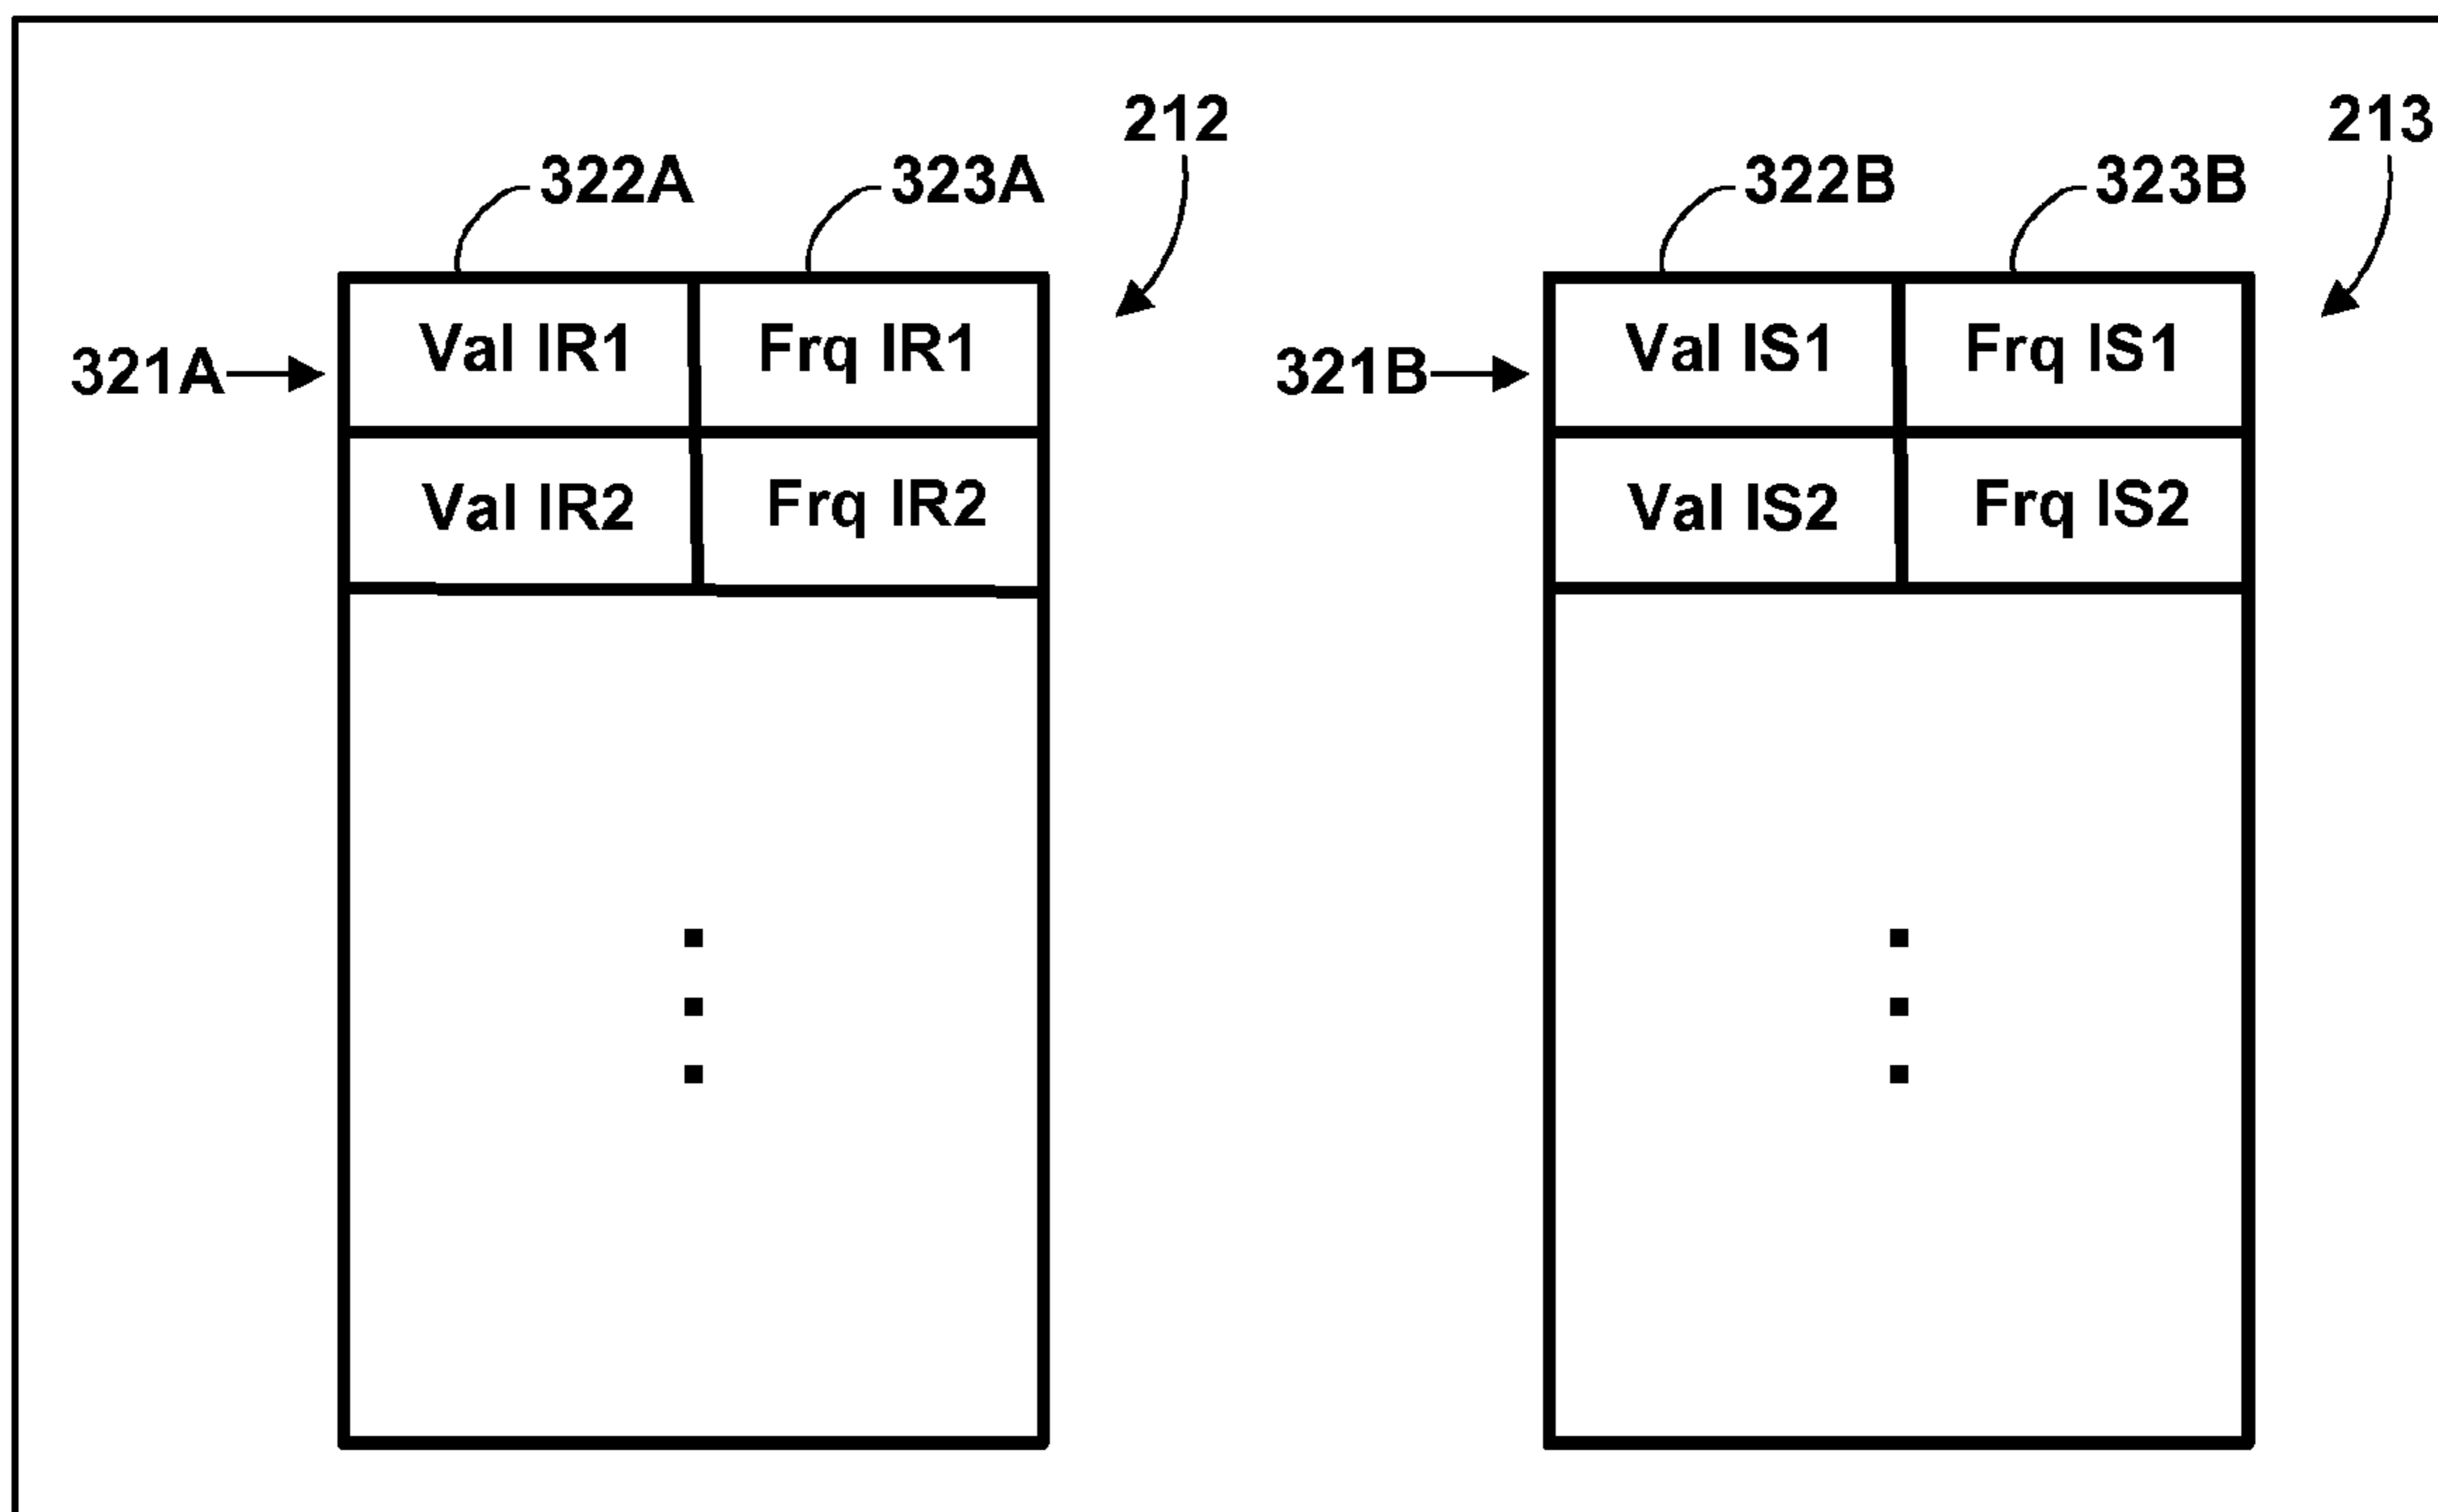 212
213
322A
323A
322B
323B
321A
Val IR1
Frq IR1
321B
Val IS1
Frq IS1
Val IR2
Frq IR2
Val IS2
Frq IS2